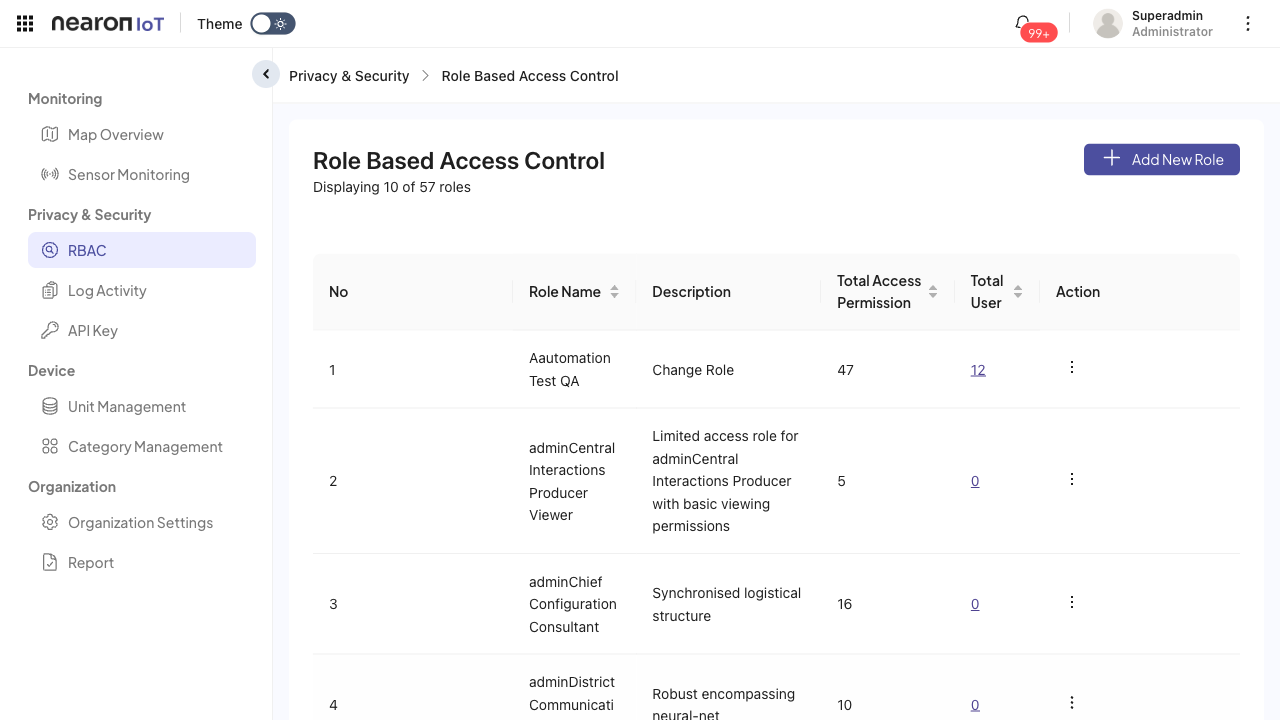 nearon IoT
Theme
99+
Superadmin
Administrator
Privacy & Security
Role Based Access Control
Monitoring
Map Overview
Sensor Monitoring
Privacy & Security
RBAC
Log Activity
API Key
Device
Unit Management
Category Management
Organization
Organization Settings
Report
Role Based Access Control
Displaying 10 of 57 roles
Add New Role
No
Role Name
Description
Total Access
Permission
Total
User
Action
1
Aautomation
Test QA
Change Role
47
12
2
adminCentral
Interactions
Producer
Viewer
Limited access role for
adminCentral
Interactions Producer
with basic viewing
permissions
5
0
3
adminChief
Configuration
Consultant
Synchronised logistical
structure
16
0
4
adminDistrict
Communicati
Robust encompassing
neural-net
10
0